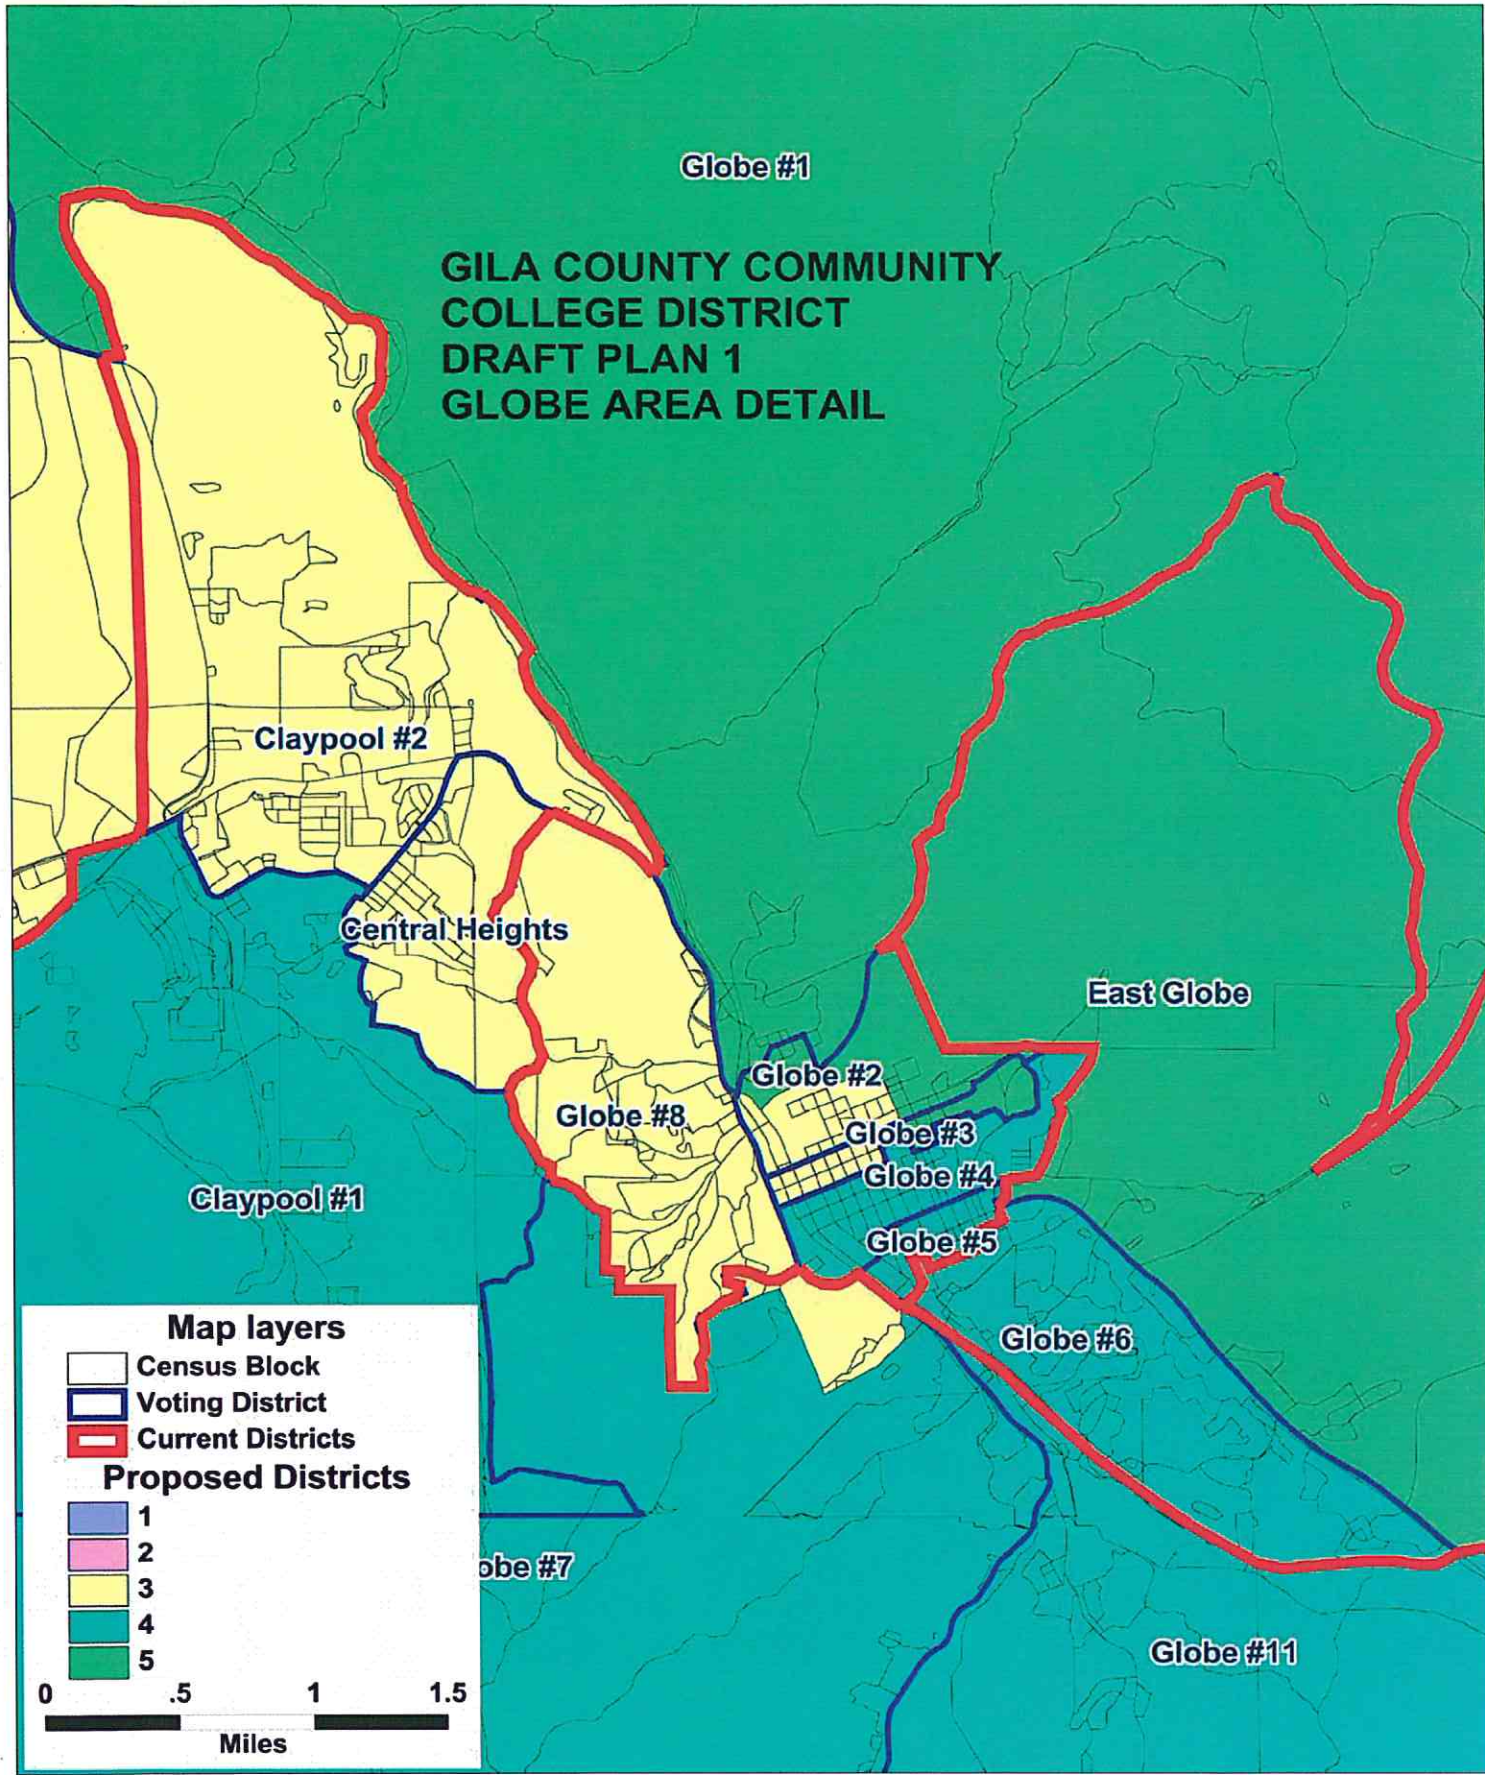 Globe #1
GILA COUNTY COMMUNITY
COLLEGE DISTRICT
DRAFT PLAN 1
GLOBE AREA DETAIL
Claypool #2
Central Heights
East Globe
Globe #2
Globe #8
Globe #3
Globe #4
Claypool #1
Globe #5
Globe #6
obe #7
Globe #11
Map layers
Census Block
Voting District
Current Districts
Proposed Districts
1
2
3
4
5
0 .5 1 1.5
Miles